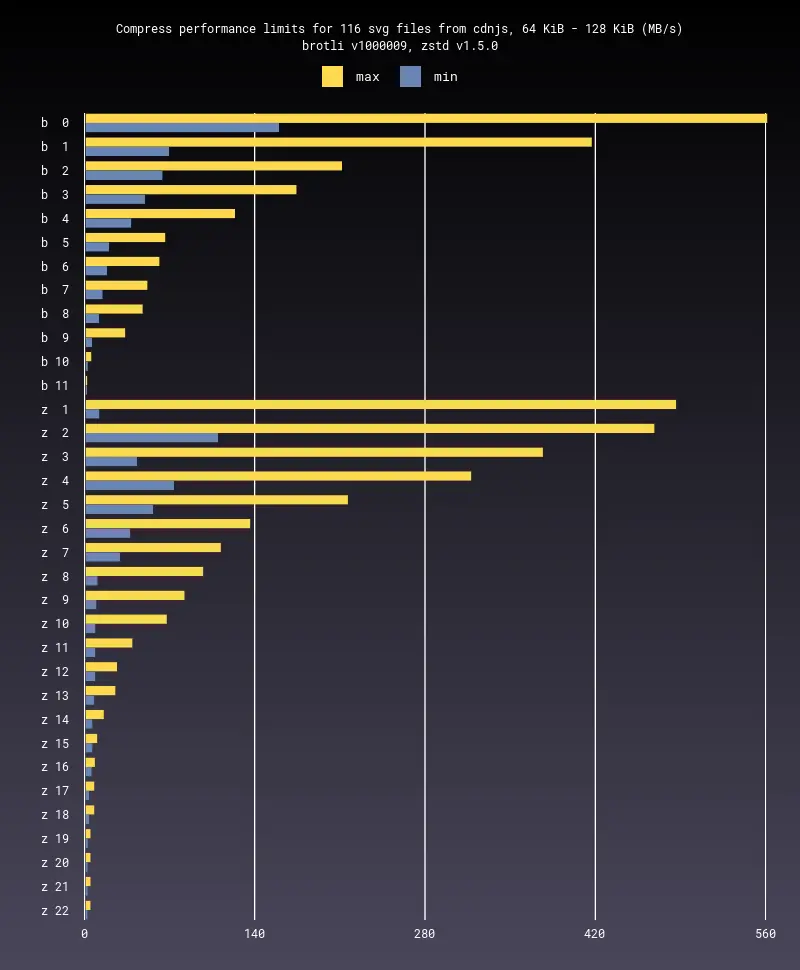 Compress performance limits for 116 svg files from cdnjs, 64 KiB - 128 KiB (MB/s)
brotli v1000009, zstd v1.5.0
max min
b 0
b 1
b 2
b 3
b 4
b 5
b 6
b 7
b 8
b 9
b 10
b 11
z 1
z 2
z 3
z 4
z 5
z 6
z 7
z 8
z 9
z 10
z 11
z 12
z 13
z 14
z 15
z 16
z 17
z 18
z 19
z 20
z 21
z 22
0 140 280 420 560